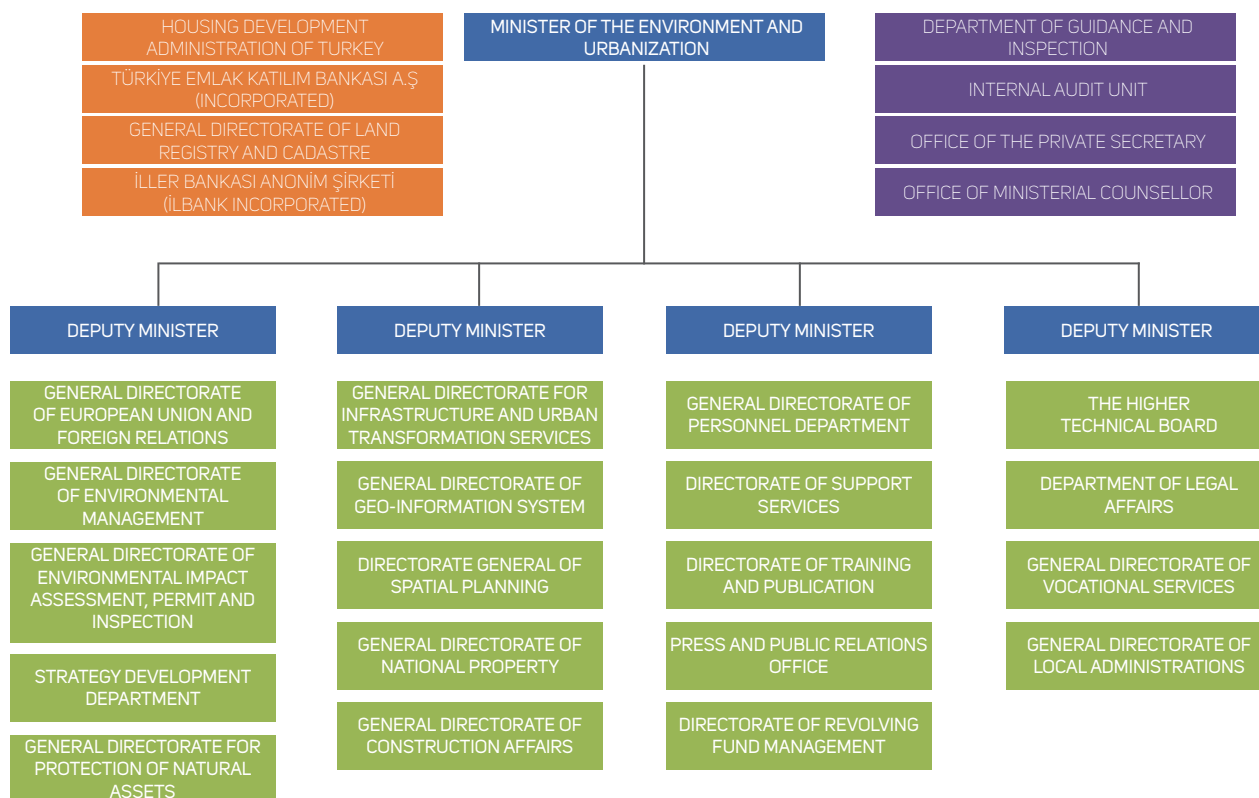 HOUSING DEVELOPMENT
ADMINISTRATION OF TURKEY
TÜRKİYE EMLAK KATILIM BANKASI A.Ş
(INCORPORATED)
GENERAL DIRECTORATE OF LAND
REGISTRY AND CADASTRE
İLLER BANKASI ANONİM ŞİRKETİ
(İLBANK INCORPORATED)
MINISTER OF THE ENVIRONMENT AND
URBANIZATION
DEPARTMENT OF GUIDANCE AND
INSPECTION
INTERNAL AUDIT UNIT
OFFICE OF THE PRIVATE SECRETARY
OFFICE OF MINISTERIAL COUNSELLOR
DEPUTY MINISTER
GENERAL DIRECTORATE
OF EUROPEAN UNION AND
FOREIGN RELATIONS
GENERAL DIRECTORATE
OF ENVIRONMENTAL
MANAGEMENT
GENERAL DIRECTORATE OF
ENVIRONMENTAL IMPACT
ASSESSMENT, PERMIT AND
INSPECTION
STRATEGY DEVELOPMENT
DEPARTMENT
GENERAL DIRECTORATE FOR
PROTECTION OF NATURAL
ASSETS
DEPUTY MINISTER
GENERAL DIRECTORATE FOR
INFRASTRUCTURE AND URBAN
TRANSFORMATION SERVICES
GENERAL DIRECTORATE OF
GEO-INFORMATION SYSTEM
DIRECTORATE GENERAL OF
SPATIAL PLANNING
GENERAL DIRECTORATE OF
NATIONAL PROPERTY
GENERAL DIRECTORATE OF
CONSTRUCTION AFFAIRS
DEPUTY MINISTER
GENERAL DIRECTORATE OF
PERSONNEL DEPARTMENT
DIRECTORATE OF SUPPORT
SERVICES
DIRECTORATE OF TRAINING
AND PUBLICATION
PRESS AND PUBLIC RELATIONS
OFFICE
DIRECTORATE OF REVOLVING
FUND MANAGEMENT
DEPUTY MINISTER
THE HIGHER
TECHNICAL BOARD
DEPARTMENT OF LEGAL
AFFAIRS
GENERAL DIRECTORATE OF
VOCATIONAL SERVICES
GENERAL DIRECTORATE OF
LOCAL ADMINISTRATIONS